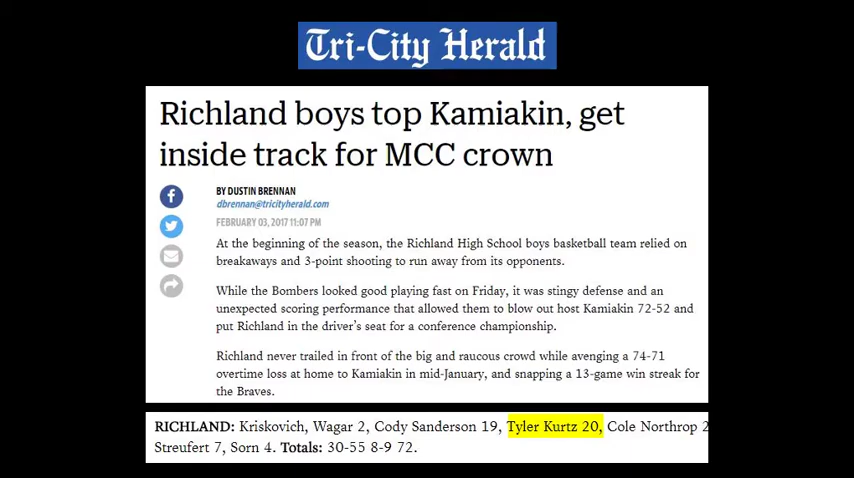 Tri-City Herald
Richland boys top Kamiakin, get
inside track for MCC crown
BY DUSTIN BRENNAN
dbrennan@tricityherald.com
FEBRUARY 03, 2017 11:07 PM
At the beginning of the season, the Richland High School boys basketball team relied on
breakaways and 3-point shooting to run away from its opponents.
While the Bombers looked good playing fast on Friday, it was stingy defense and an
unexpected scoring performance that allowed them to blow out host Kamiakin 72-52 and
put Richland in the driver's seat for a conference championship.
Richland never trailed in front of the big and raucous crowd while avenging a 74-71
overtime loss at home to Kamiakin in mid-January, and snapping a 13-game win streak for
the Braves.
RICHLAND: Kriskovich, Wagar 2, Cody Sanderson 19, Tyler Kurtz 20, Cole Northrop 2
Streufert 7, Sorn 4. Totals: 30-55 8-9 72.